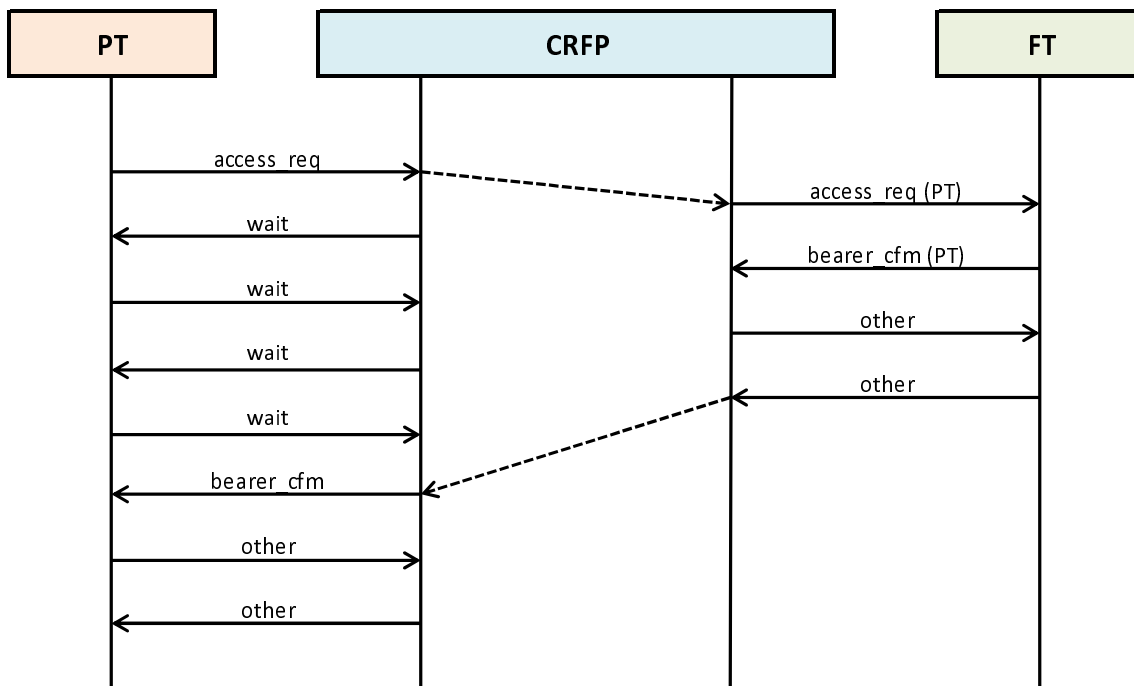 PT
CRFP
FT
access_req
access_req (PT)
wait
bearer_cfm (PT)
wait
other
wait
other
wait
bearer_cfm
other
other